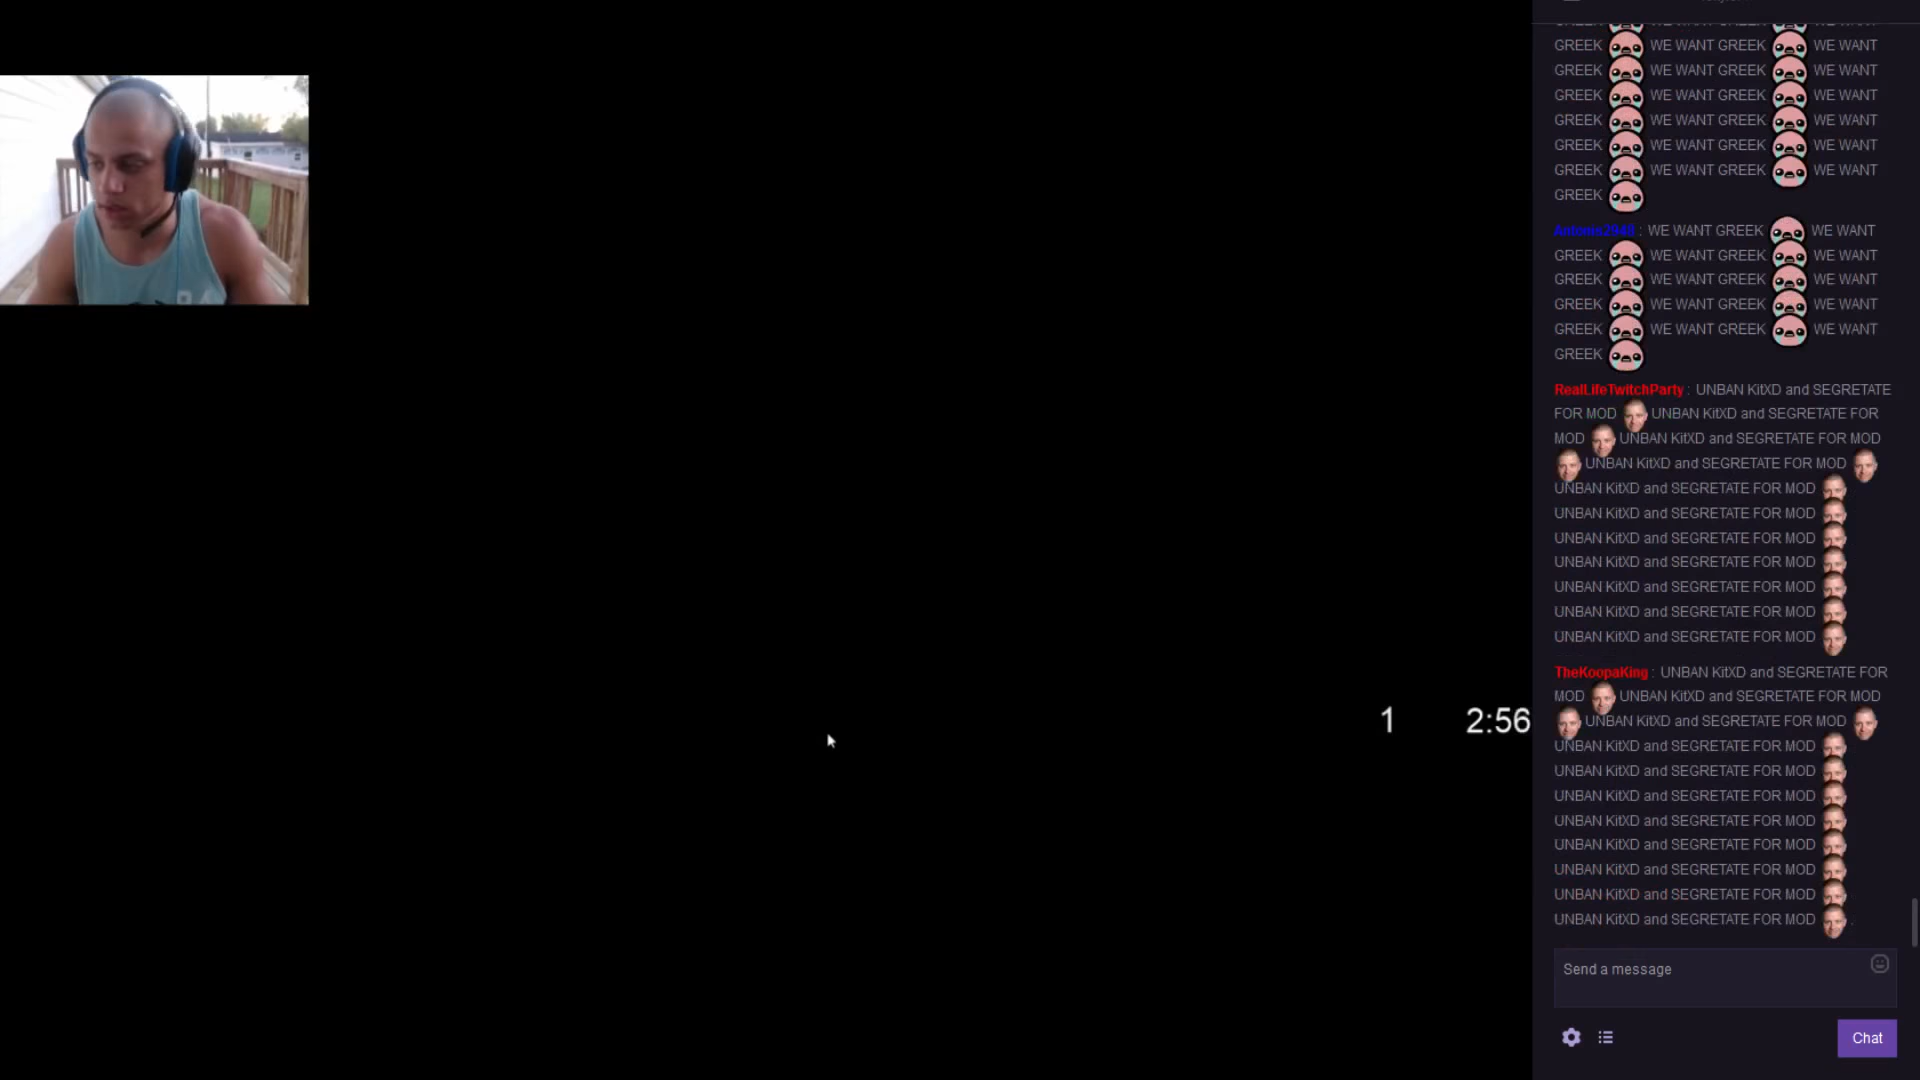 GREEK WE WANT GREEK WE WANT
GREEK WE WANT GREEK WE WANT
GREEK WE WANT GREEK WE WANT
GREEK WE WANT GREEK WE WANT
GREEK WE WANT GREEK WE WANT
GREEK WE WANT GREEK WE WANT
GREEK
: WE WANT GREEK WE WANT
GREEK WE WANT GREEK WE WANT
GREEK WE WANT GREEK WE WANT
GREEK WE WANT GREEK WE WANT
GREEK WE WANT GREEK WE WANT
GREEK
RealLifeTwitchParty : UNBAN KitXD and SEGRETATE
FOR MOD UNBAN KitXD and SEGRETATE FOR
MOD UNBAN KitXD and SEGRETATE FOR MOD
UNBAN KitXD and SEGRETATE FOR MOD
UNBAN KitXD and SEGRETATE FOR MOD
UNBAN KitXD and SEGRETATE FOR MOD
UNBAN KitXD and SEGRETATE FOR MOD
UNBAN KitXD and SEGRETATE FOR MOD
UNBAN KitXD and SEGRETATE FOR MOD
UNBAN KitXD and SEGRETATE FOR MOD
UNBAN KitXD and SEGRETATE FOR MOD
TheKoopaKing : UNBAN KitXD and SEGRETATE FOR
MOD UNBAN KitXD and SEGRETATE FOR MOD
UNBAN KitXD and SEGRETATE FOR MOD
UNBAN KitXD and SEGRETATE FOR MOD
UNBAN KitXD and SEGRETATE FOR MOD
UNBAN KitXD and SEGRETATE FOR MOD
UNBAN KitXD and SEGRETATE FOR MOD
UNBAN KitXD and SEGRETATE FOR MOD
UNBAN KitXD and SEGRETATE FOR MOD
UNBAN KitXD and SEGRETATE FOR MOD
UNBAN KitXD and SEGRETATE FOR MOD .
1 2:56
Send a message
Chat